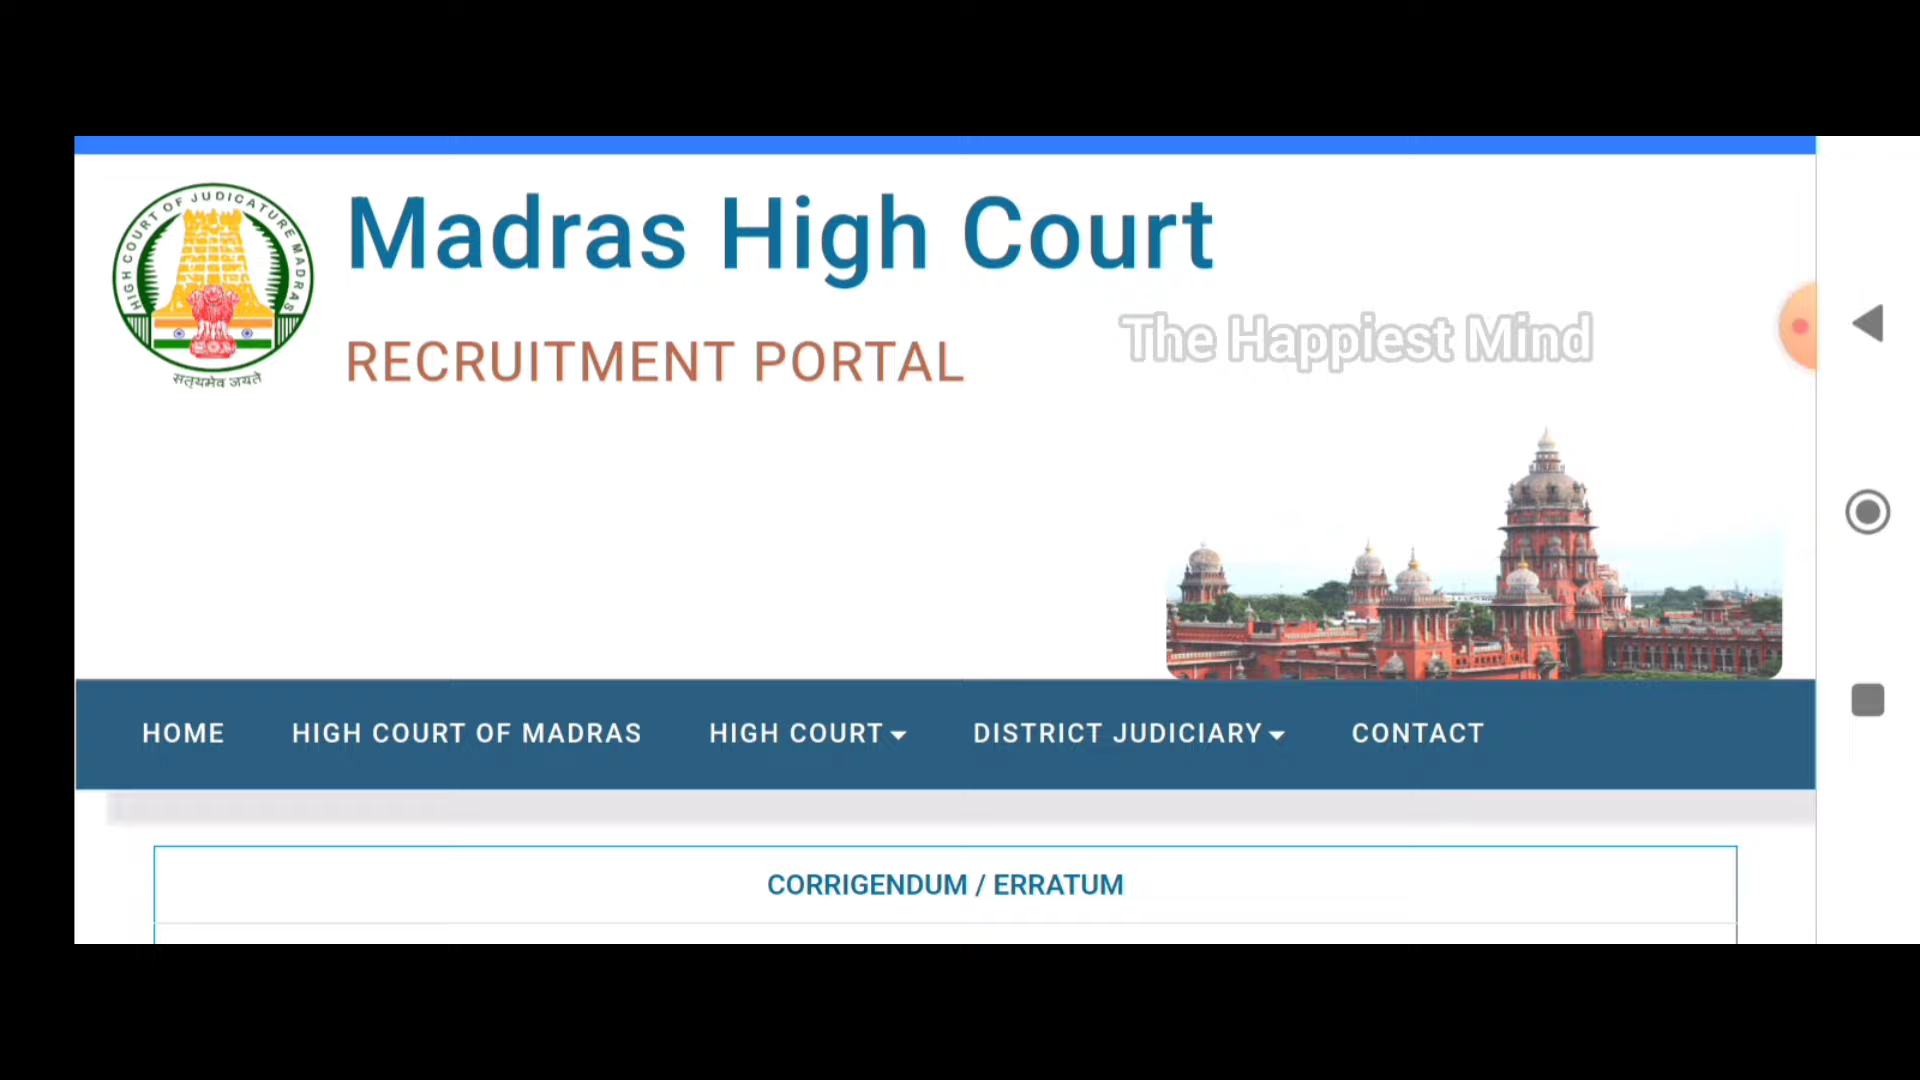 HIGH COURT OF JUDICATURE MADRAS
सत्यमेव जयते
Madras High Court
RECRUITMENT PORTAL
The Happiest Mind
HOME HIGH COURT OF MADRAS HIGH COURT DISTRICT JUDICIARY CONTACT
CORRIGENDUM / ERRATUM